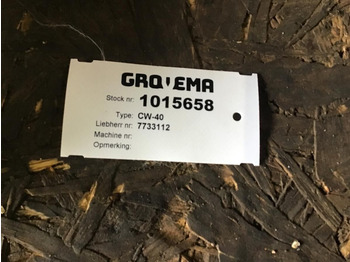 GROEMA
Stock nr: 1015658
Type: CW-40
Liebherr nr: 7733112
Machine nr:
Opmerking: